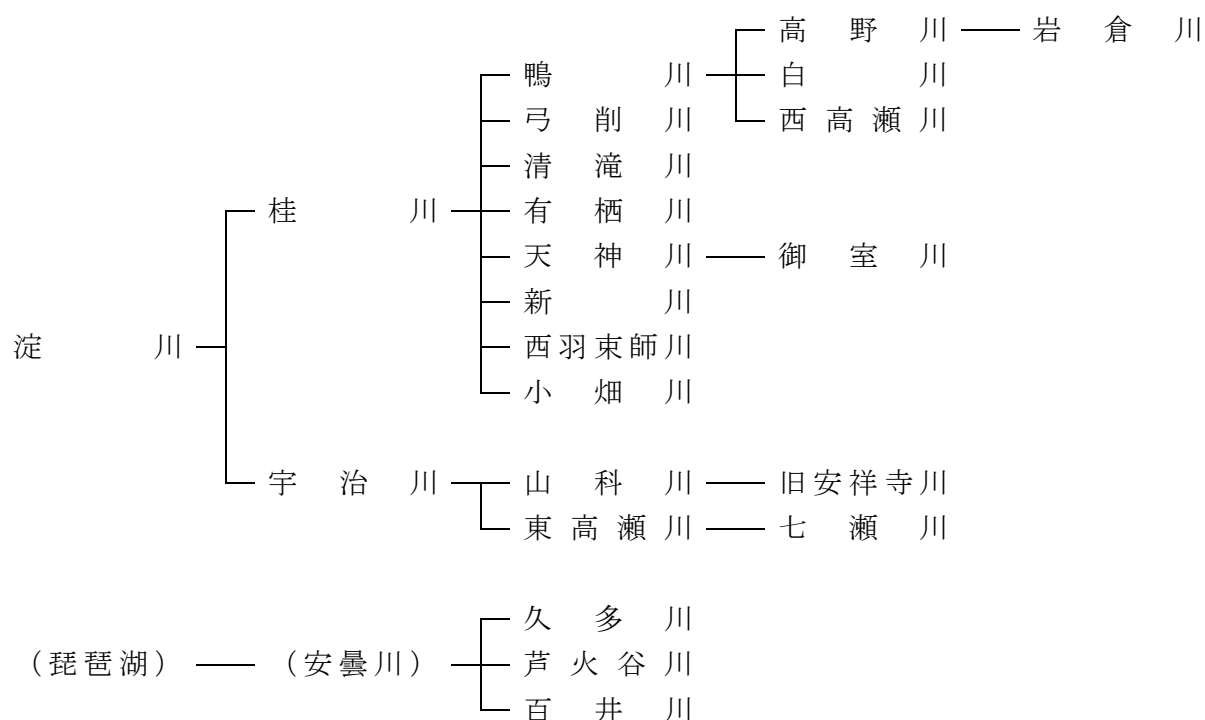 高野川 岩倉川
鴨川 白川
弓削川 西高瀬川
清滝川
桂川 有栖川
天神川 御室川
新川
淀川 西羽束師川
小畑川
宇治川 山科川 旧安祥寺川
東高瀬川 七瀬川
久多川
（琵琶湖） （安曇川） 芦火谷川
百井川